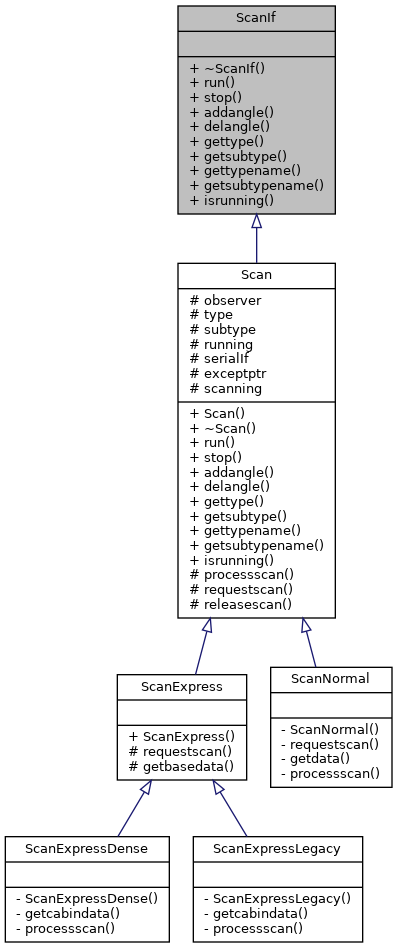 ScanIf
+ ~ScanIf()
+ run()
+ stop()
+ addangle()
+ delangle()
+ gettype()
+ getsubtype()
+ gettypename()
+ getsubtypename()
+ isrunning()
Scan
# observer
# type
# subtype
# running
# serialIf
# exceptptr
# scanning
+ Scan()
+ ~Scan()
+ run()
+ stop()
+ addangle()
+ delangle()
+ gettype()
+ getsubtype()
+ gettypename()
+ getsubtypename()
+ isrunning()
# processscan()
# requestscan()
# releasescan()
ScanExpress
+ ScanExpress()
# requestscan()
# getbasedata()
ScanNormal
- ScanNormal()
- requestscan()
- getdata()
- processscan()
ScanExpressDense
- ScanExpressDense()
- getcabindata()
- processscan()
ScanExpressLegacy
- ScanExpressLegacy()
- getcabindata()
- processscan()